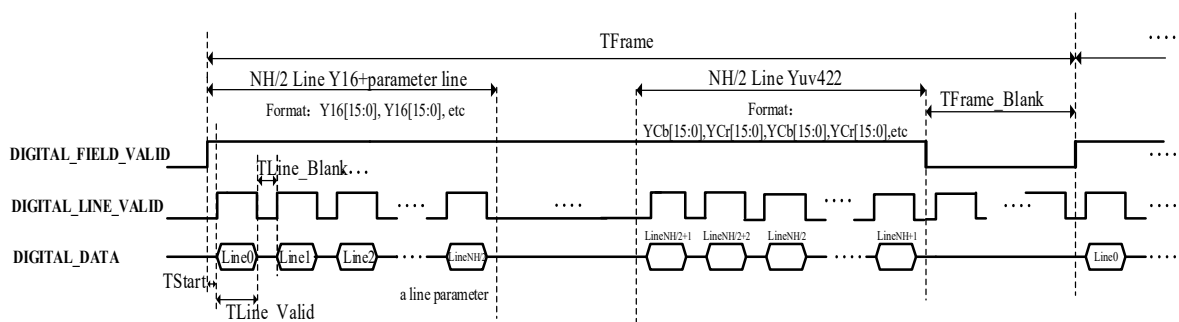 TFrame
....
NH/2 Line Y16+parameter line
NH/2 Line Yuv422
TFrame_Blank
Format: Y16[15:0], Y16[15:0], etc
Format:
YCb[15:0],YCr[15:0],YCb[15:0],YCr[15:0],etc
DIGITAL_FIELD_VALID
TLine_Blank...
....
DIGITAL_LINE_VALID
....
....
....
....
....
LineNH/2+1
LineNH/2+2
LineNH/2
LineNH+1
DIGITAL_DATA
Line0
Line1
Line2
....
LineNH/2
....
Line0
....
TStart
a line parameter
TLine_Valid